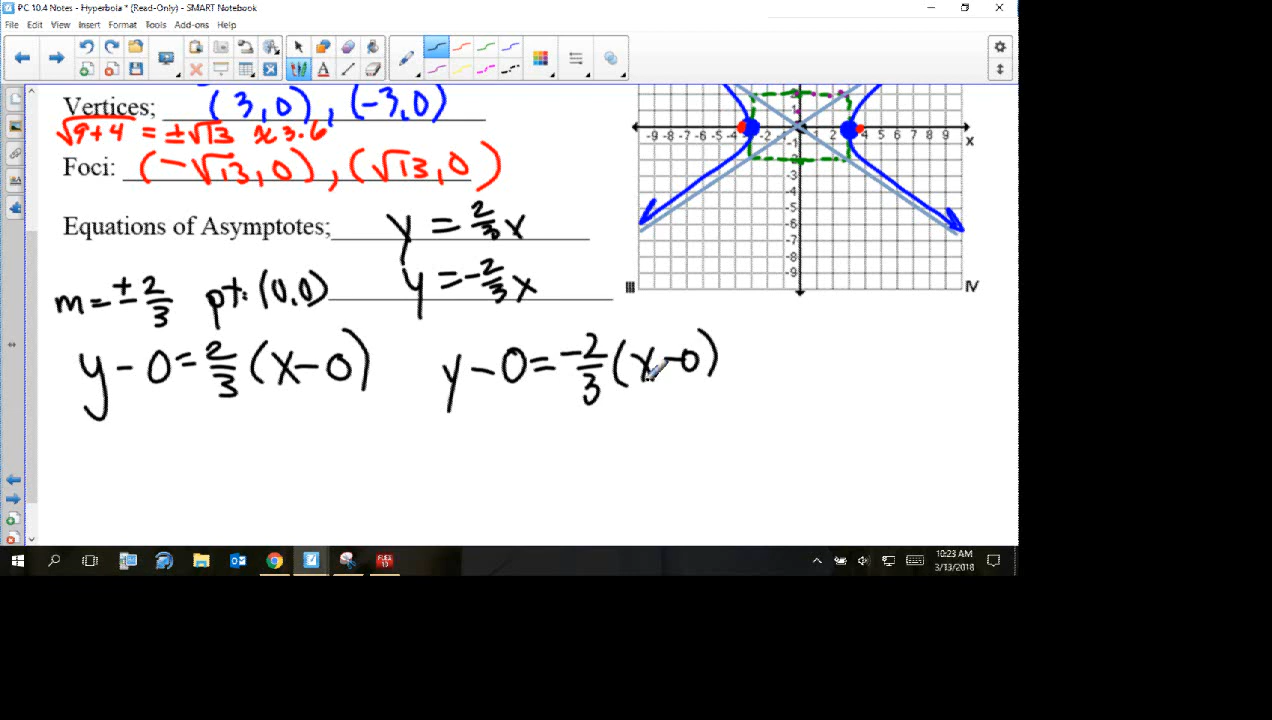 PC 10.4 Notes - Hyperbola * (Read-Only) - SMART Notebook
File Edit View Insert Format Tools Add-ons Help
Vertices; (3,0), (-3,0)
√9+4 = ±√13 ≈ 3.6
Foci: (-√13,0), (√13,0)
Equations of Asymptotes; y = 2/3 x
y = -2/3 x
m = ± 2/3 pt: (0,0)
y - 0 = 2/3 (x - 0) y - 0 = -2/3 (x - 0)
-9 -8 -7 -6 -5 -4 -2 1 2 4 5 6 7 8 9
x
-3
-4
-5
-6
-7
-8
-9
III IV
10:23 AM
3/13/2018